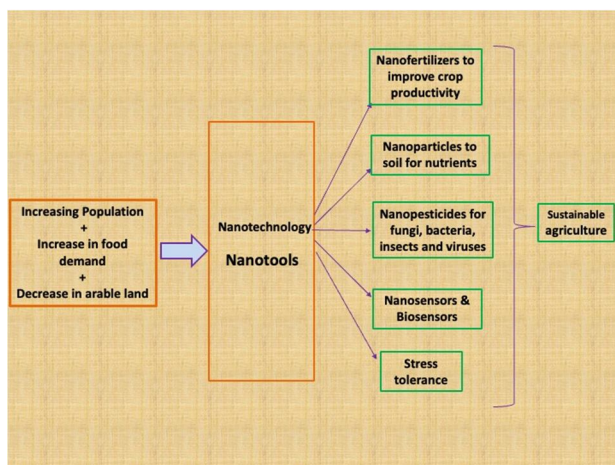 Increasing Population
+
Increase in food
demand
+
Decrease in arable land
Nanotechnology
Nanotools
Nanofertilizers to
improve crop
productivity
Nanoparticles to
soil for nutrients
Nanopesticides for
fungi, bacteria,
insects and viruses
Nanosensors &
Biosensors
Stress
tolerance
Sustainable
agriculture